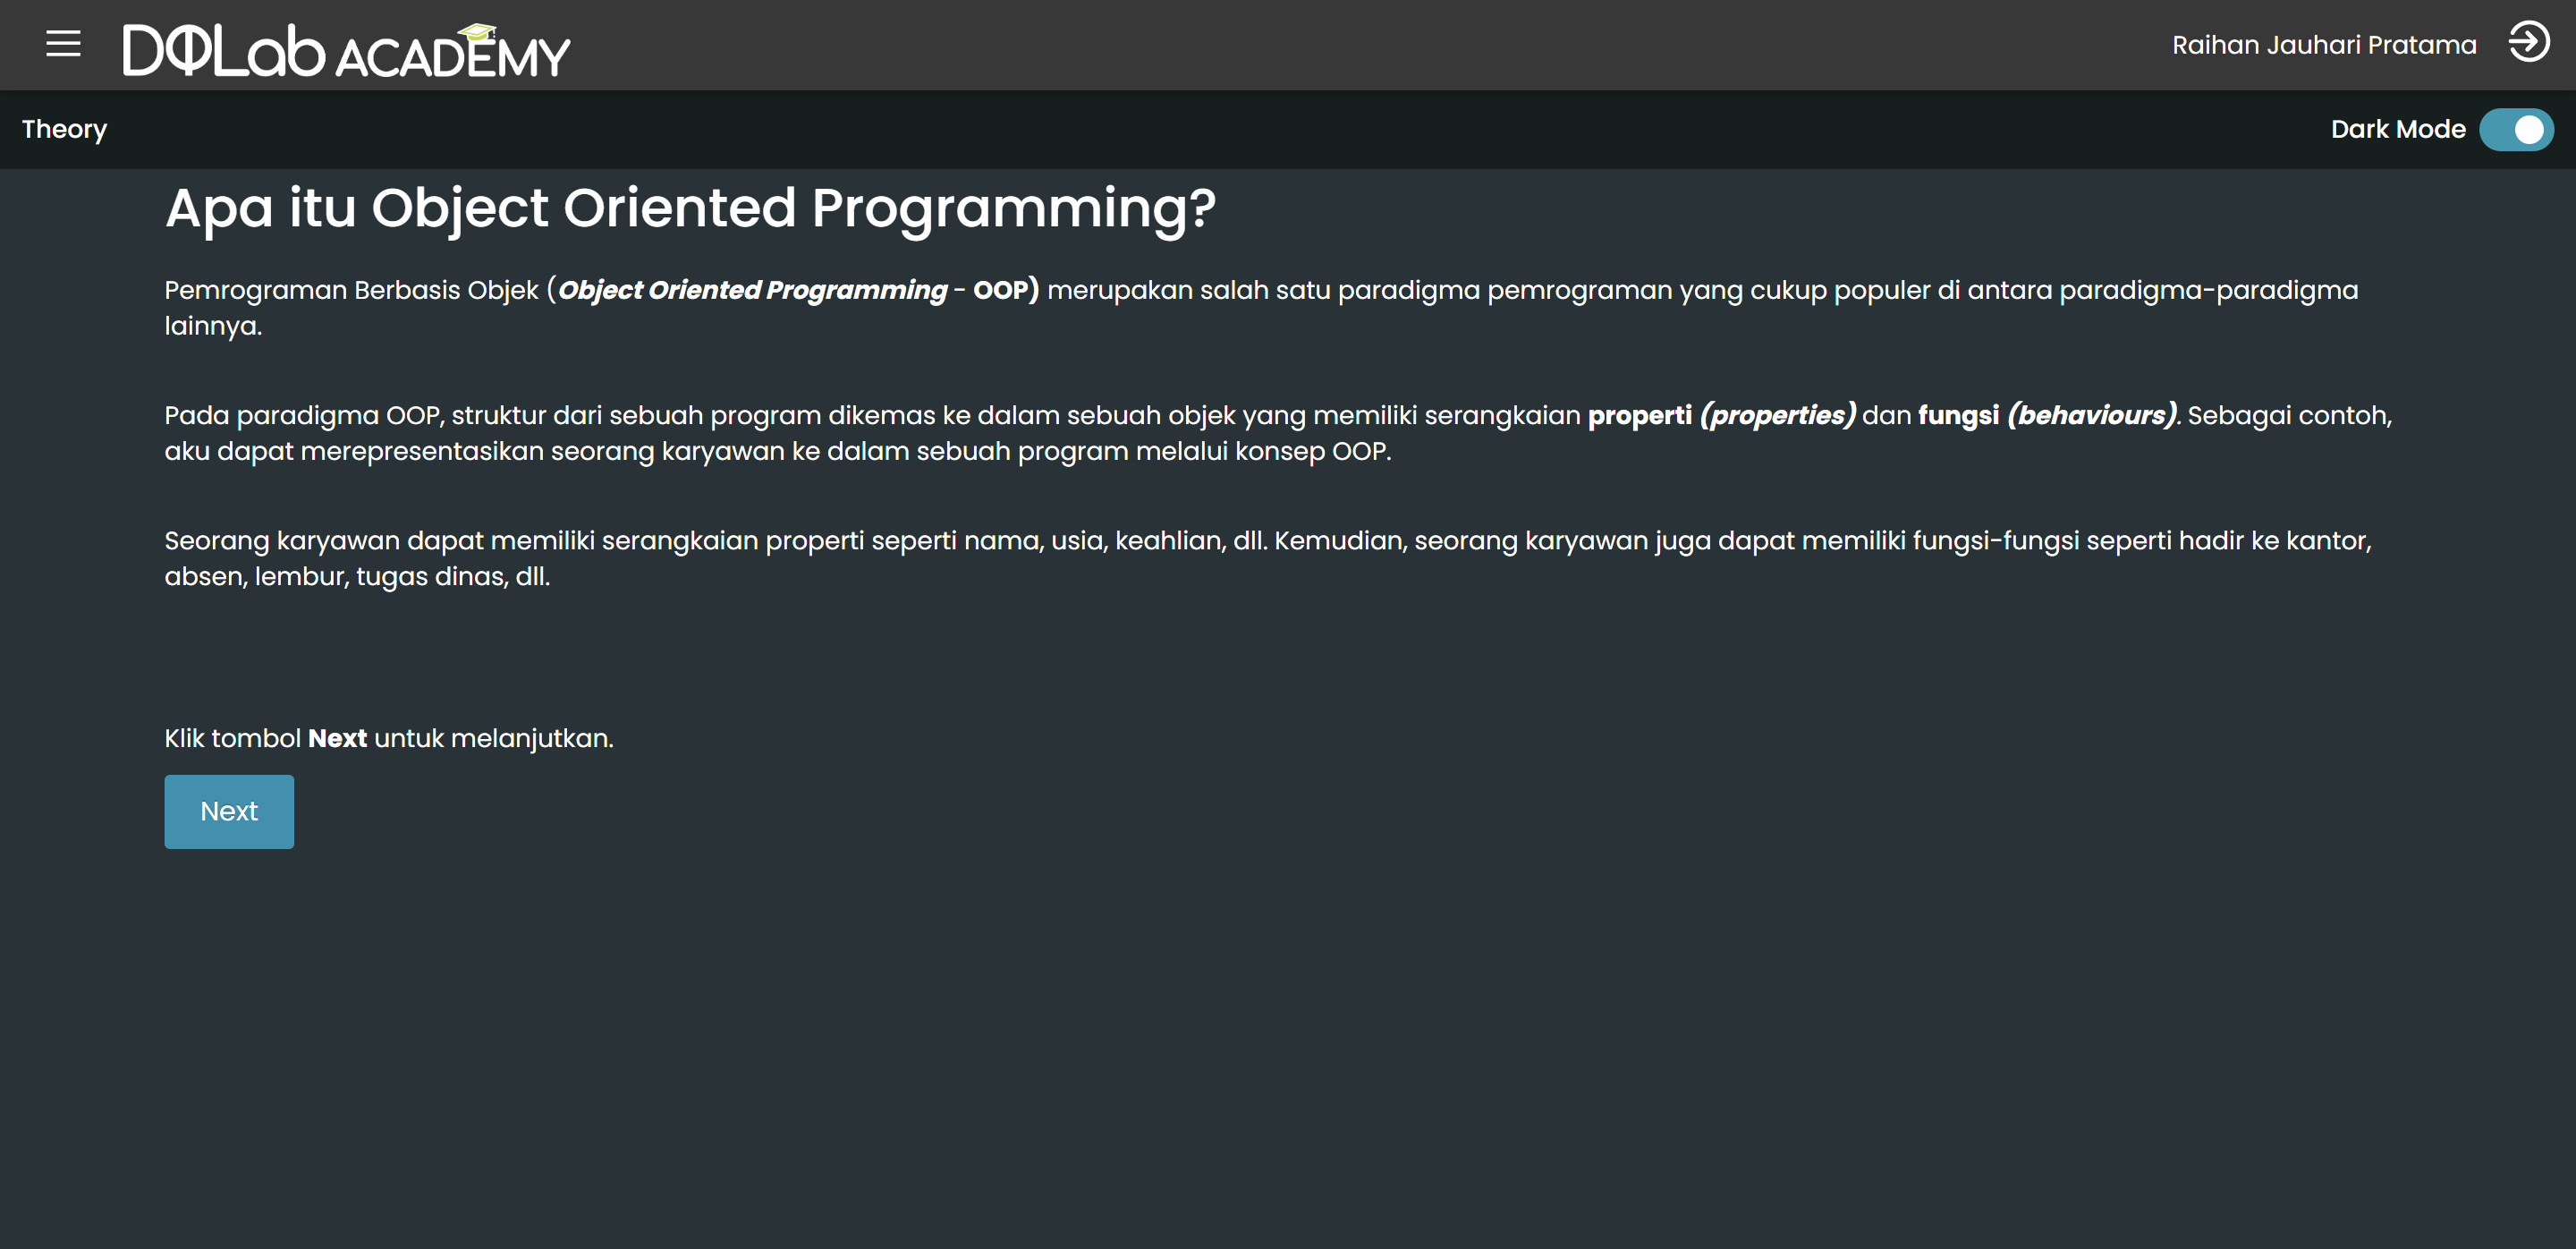 DQLab ACADEMY
Raihan Jauhari Pratama
Theory
Dark Mode
Apa itu Object Oriented Programming?
Pemrograman Berbasis Objek (Object Oriented Programming - OOP) merupakan salah satu paradigma pemrograman yang cukup populer di antara paradigma-paradigma
lainnya.
Pada paradigma OOP, struktur dari sebuah program dikemas ke dalam sebuah objek yang memiliki serangkaian properti (properties) dan fungsi (behaviours). Sebagai contoh,
aku dapat merepresentasikan seorang karyawan ke dalam sebuah program melalui konsep OOP.
Seorang karyawan dapat memiliki serangkaian properti seperti nama, usia, keahlian, dll. Kemudian, seorang karyawan juga dapat memiliki fungsi-fungsi seperti hadir ke kantor,
absen, lembur, tugas dinas, dll.
Klik tombol Next untuk melanjutkan.
Next